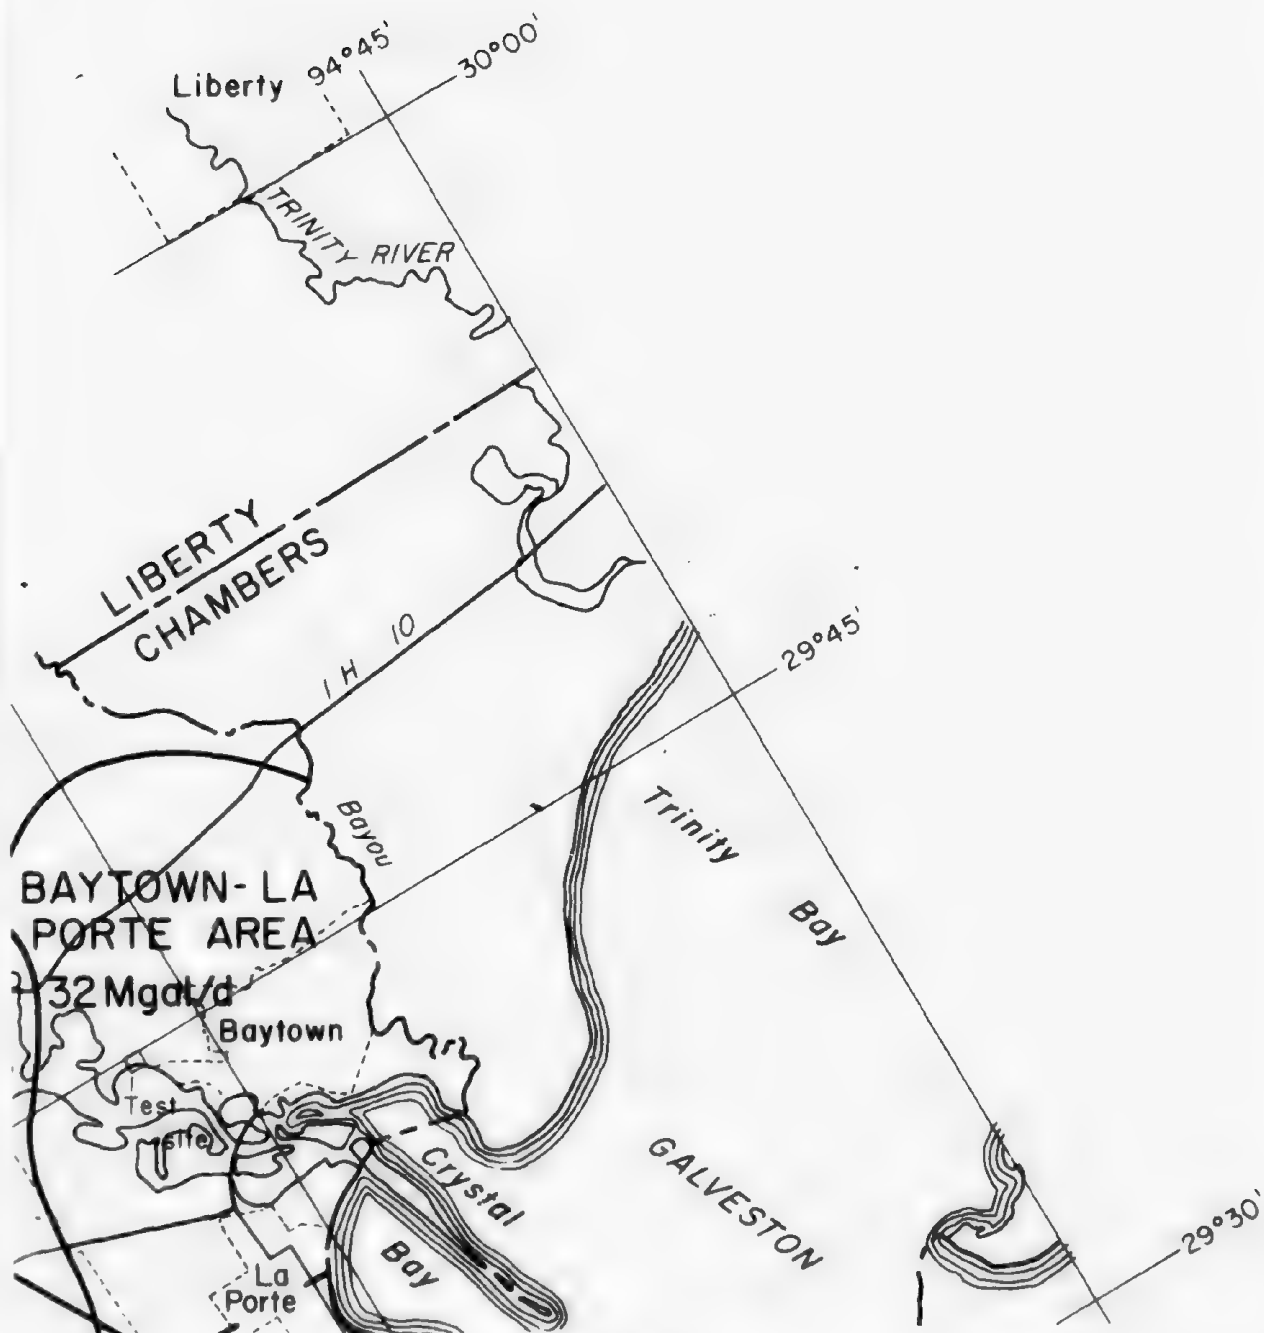 94°45'
30°00'
Liberty
TRINITY RIVER
LIBERTY
CHAMBERS
IH 10
29°45'
Bayou
Trinity
Bay
BAYTOWN-LA
PORTE AREA
32 Mgal/d
Baytown
Test
site
Crystal
Bay
GALVESTON
29°30'
La
Porte